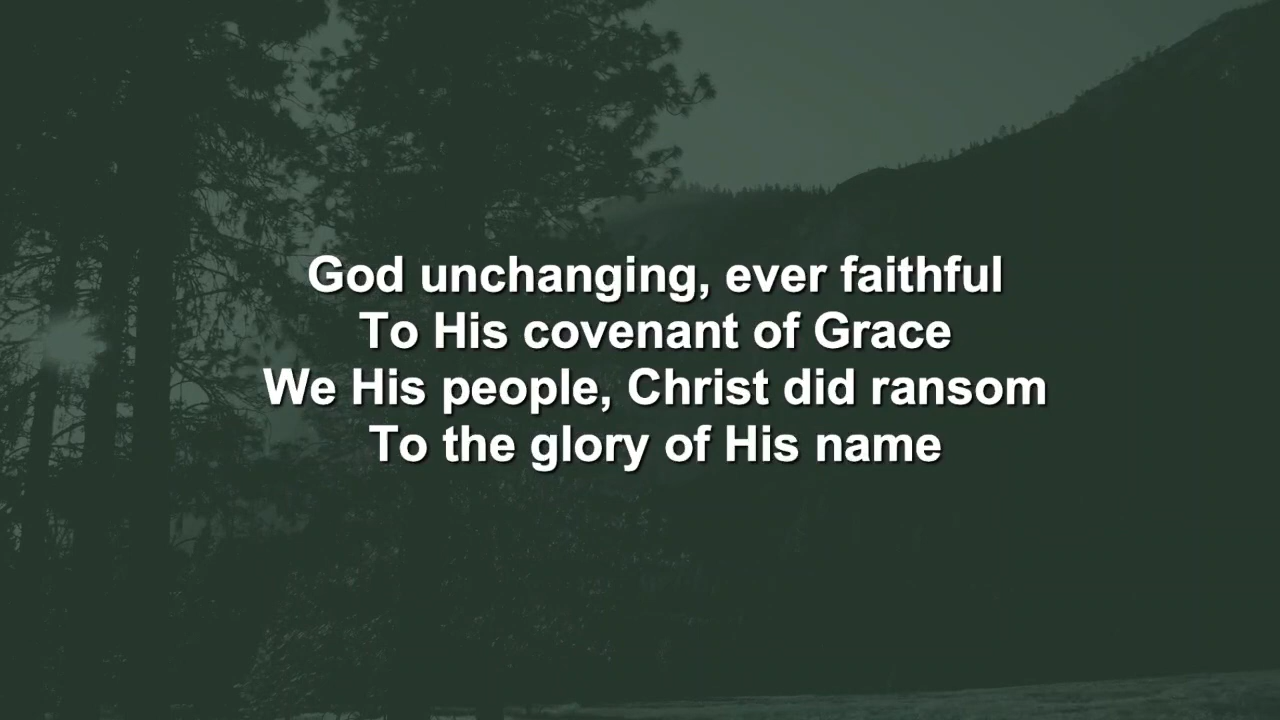 God unchanging, ever faithful
To His covenant of Grace
We His people, Christ did ransom
To the glory of His name